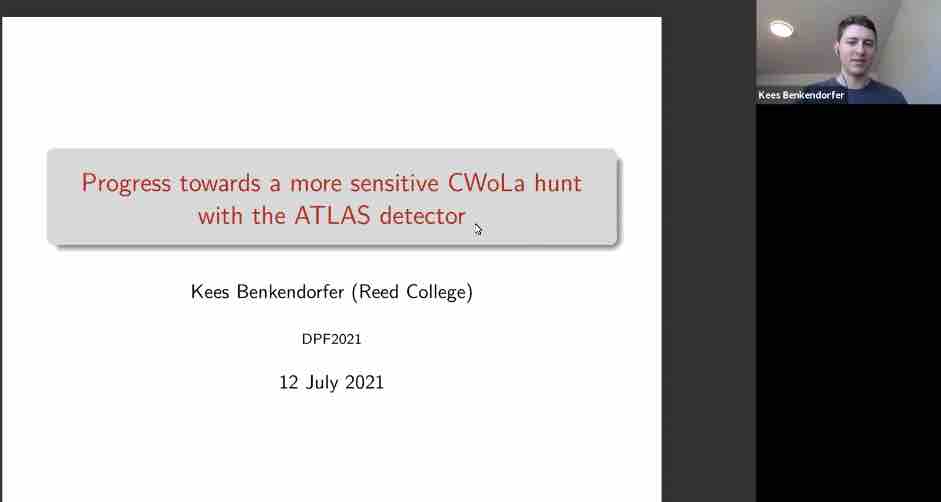 Progress towards a more sensitive CWoLa hunt
with the ATLAS detector
Kees Benkendorfer (Reed College)
DPF2021
12 July 2021
Kees Benkendorfer